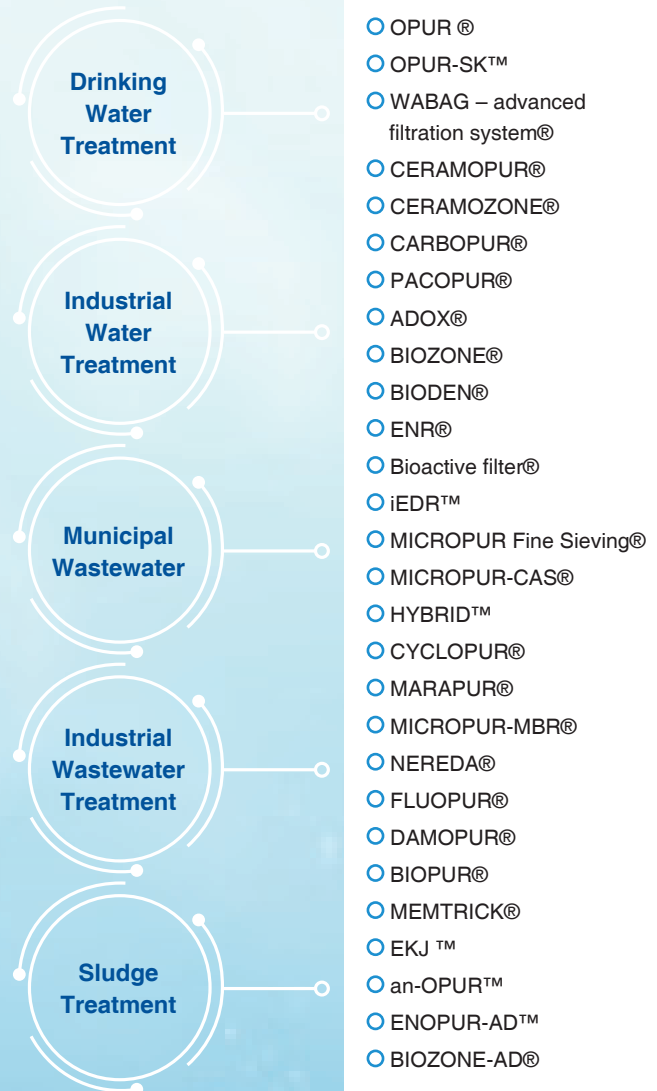 Drinking
Water
Treatment
Industrial
Water
Treatment
Municipal
Wastewater
Industrial
Wastewater
Treatment
Sludge
Treatment
OPUR ®
OPUR-SK™
WABAG – advanced
filtration system®
CERAMOPUR®
CERAMOZONE®
CARBOPUR®
PACOPUR®
ADOX®
BIOZONE®
BIODEN®
ENR®
Bioactive filter®
iEDR™
MICROPUR Fine Sieving®
MICROPUR-CAS®
HYBRID™
CYCLOPUR®
MARAPUR®
MICROPUR-MBR®
NEREDA®
FLUOPUR®
DAMOPUR®
BIOPUR®
MEMTRICK®
EKJ ™
an-OPUR™
ENOPUR-AD™
BIOZONE-AD®